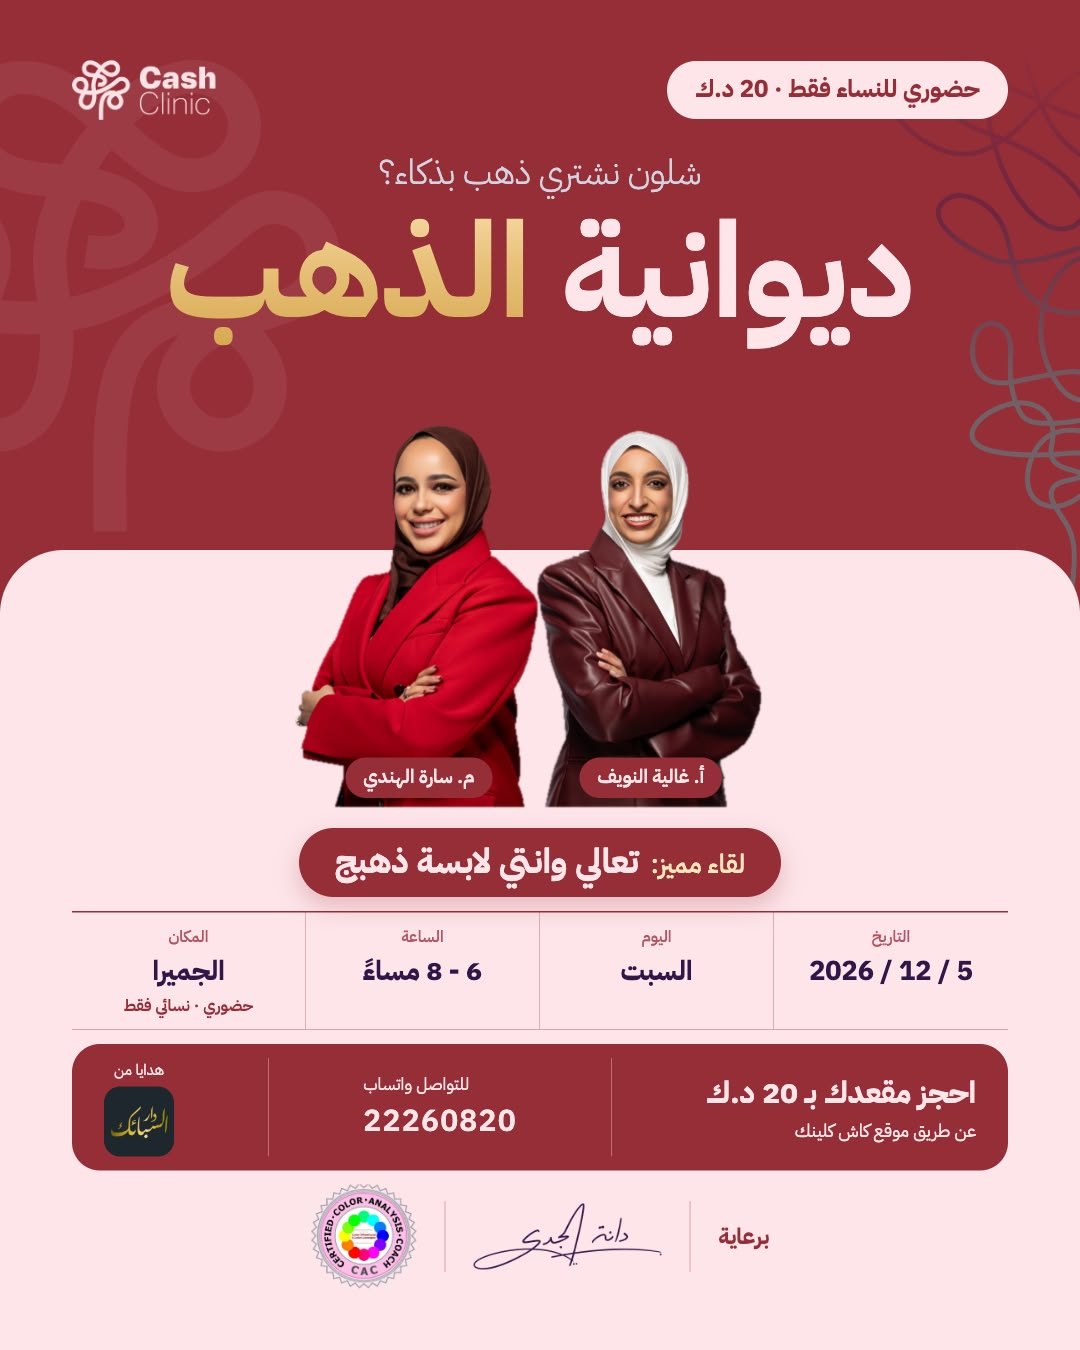 Cash
Clinic
حضوري للنساء فقط · 20 د.ك
شلون نشتري ذهب بذكاء؟
ديوانية الذهب
م. سارة الهندي
أ. غالية النويف
لقاء مميز: تعالي وانتي لابسة ذهبج
التاريخ
5 / 12 / 2026
اليوم
السبت
الساعة
6 - 8 مساءً
المكان
الجميرا
حضوري · نسائي فقط
احجز مقعدك بـ 20 د.ك
عن طريق موقع كاش كلينك
للتواصل واتساب
22260820
هدايا من
دار السبائك
برعاية
دانة الجدي
CERTIFIED · COLOR · ANALYSIS · COACH
CAC